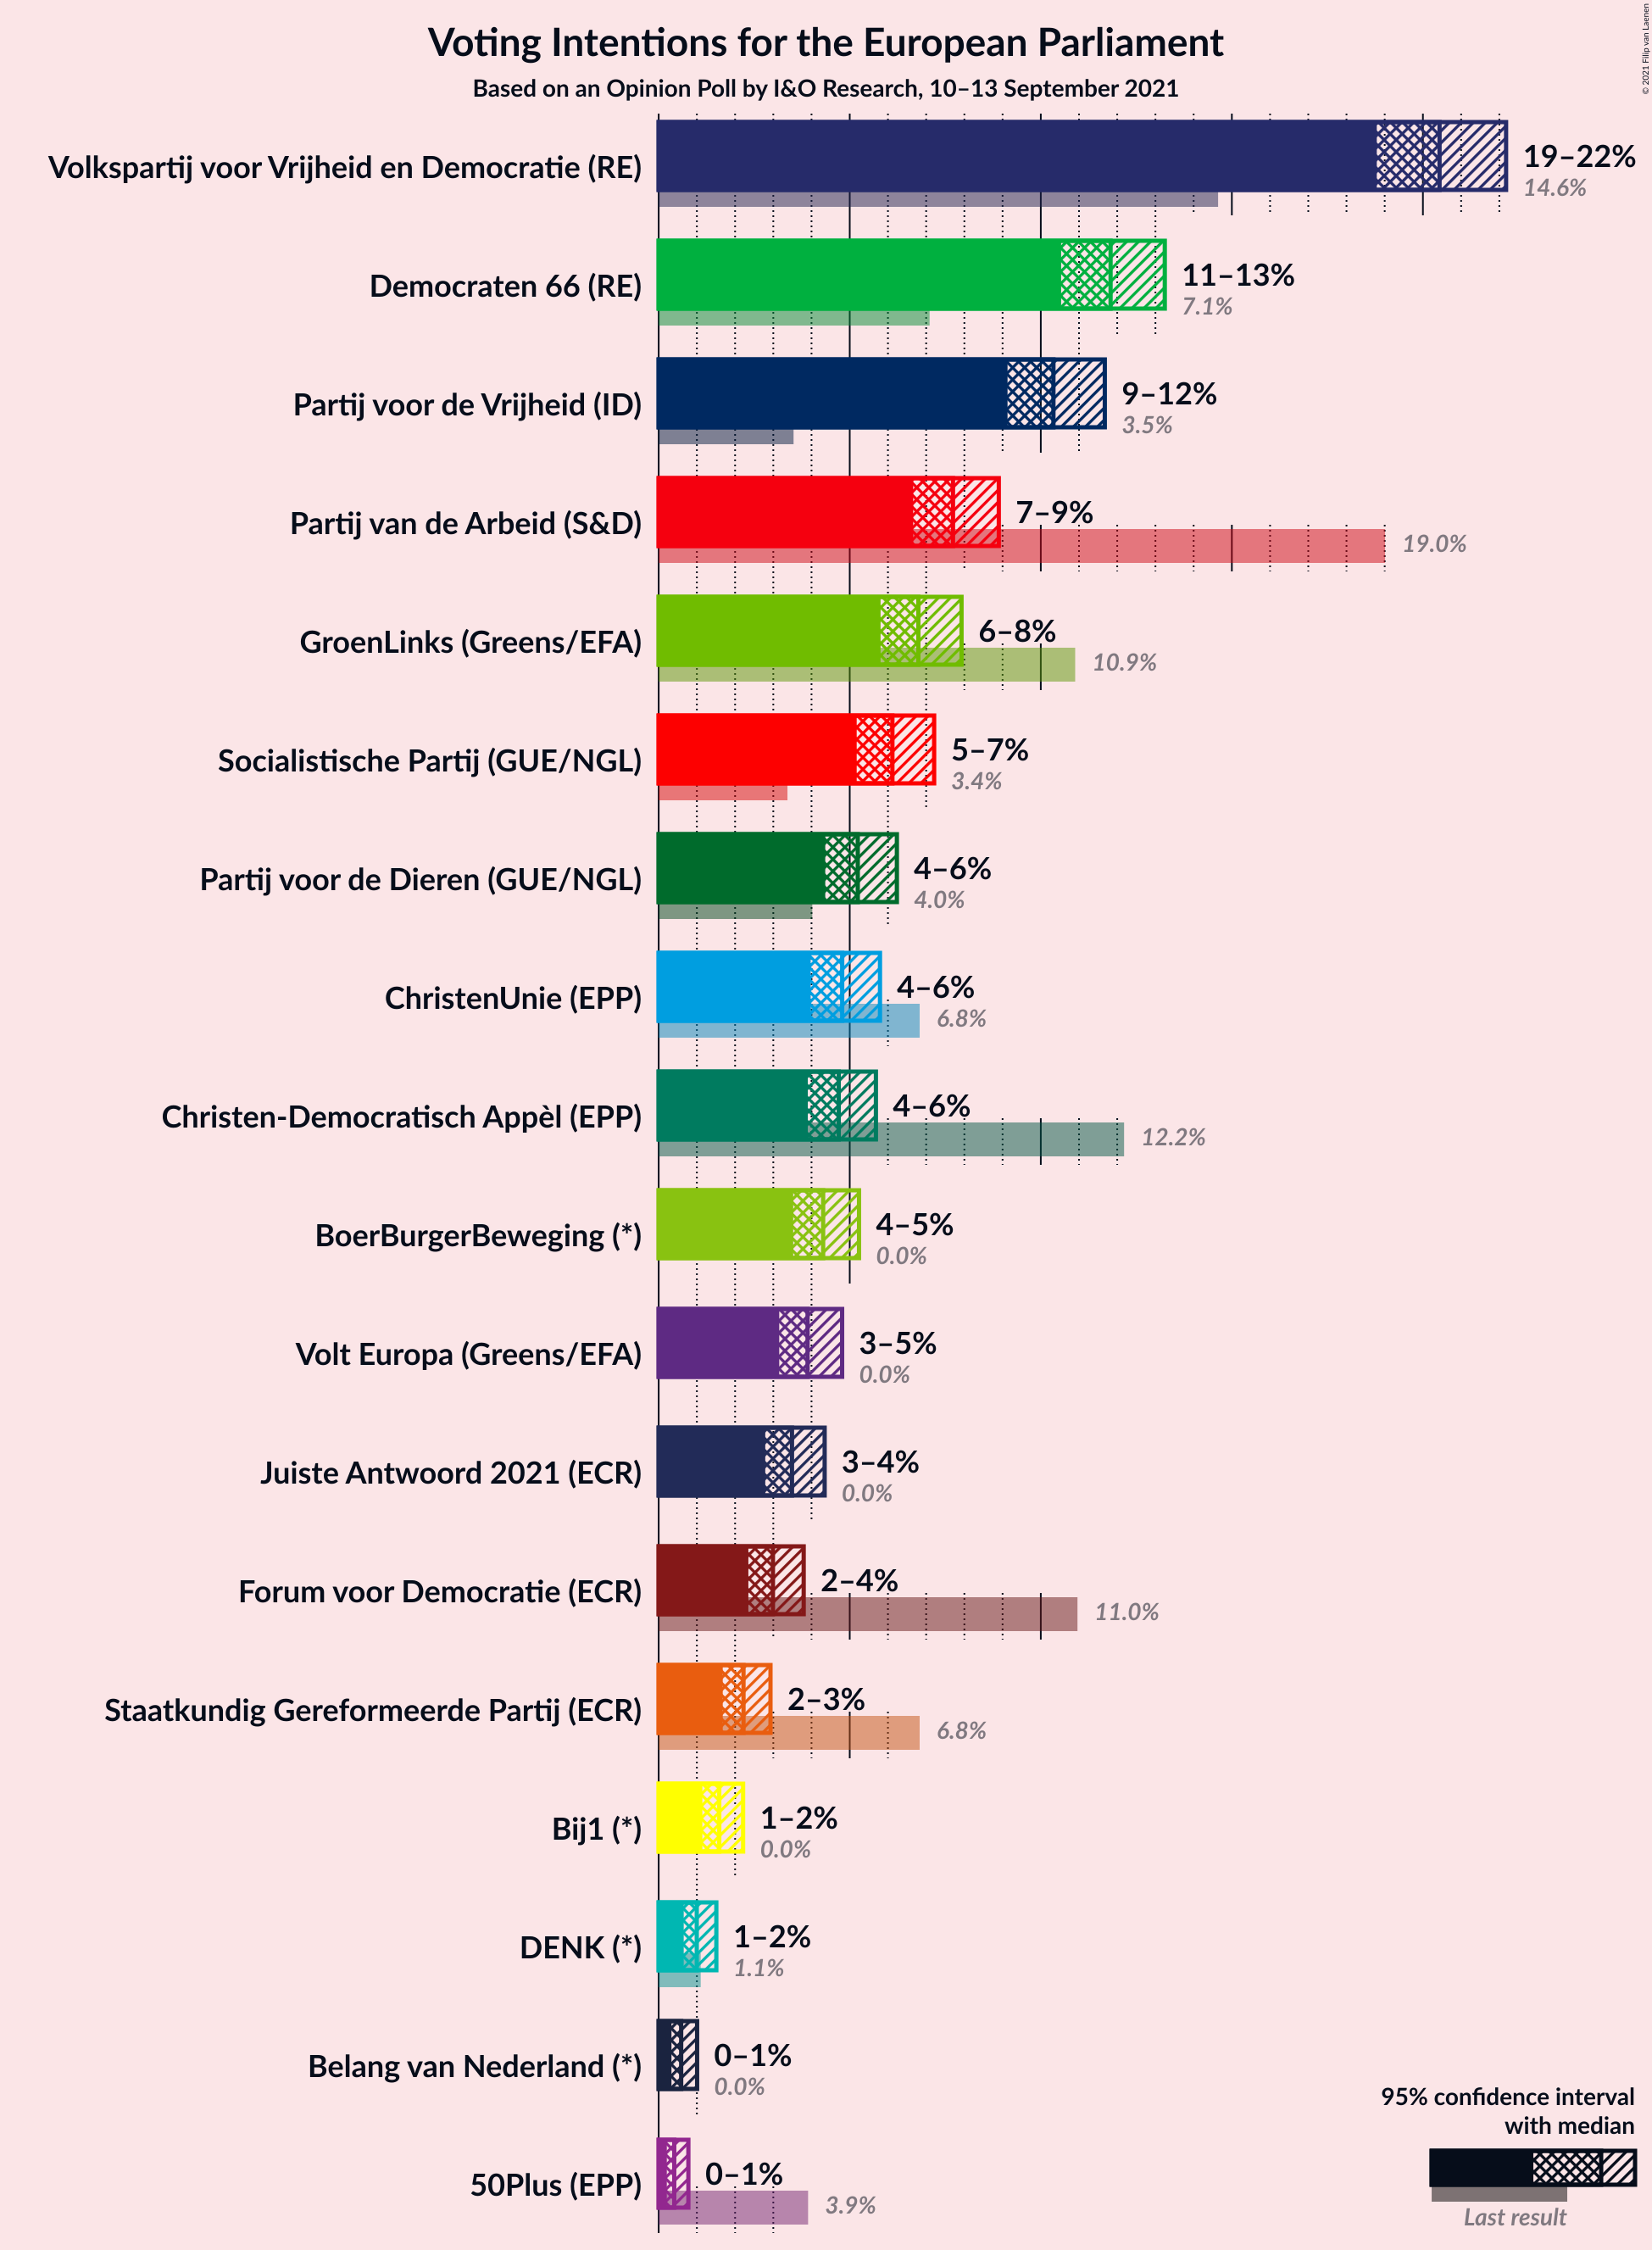 Voting Intentions for the European Parliament
Based on an Opinion Poll by I&O Research, 10–13 September 2021
© 2021 Filip van Laenen
Volkspartij voor Vrijheid en Democratie (RE)
19–22%
14.6%
Democraten 66 (RE)
11–13%
7.1%
Partij voor de Vrijheid (ID)
9–12%
3.5%
Partij van de Arbeid (S&D)
7–9%
19.0%
GroenLinks (Greens/EFA)
6–8%
10.9%
Socialistische Partij (GUE/NGL)
5–7%
3.4%
Partij voor de Dieren (GUE/NGL)
4–6%
4.0%
ChristenUnie (EPP)
4–6%
6.8%
Christen-Democratisch Appèl (EPP)
4–6%
12.2%
BoerBurgerBeweging (*)
4–5%
0.0%
Volt Europa (Greens/EFA)
3–5%
0.0%
Juiste Antwoord 2021 (ECR)
3–4%
0.0%
Forum voor Democratie (ECR)
2–4%
11.0%
Staatkundig Gereformeerde Partij (ECR)
2–3%
6.8%
Bij1 (*)
1–2%
0.0%
DENK (*)
1–2%
1.1%
Belang van Nederland (*)
0–1%
0.0%
50Plus (EPP)
0–1%
3.9%
95% confidence interval
with median
Last result